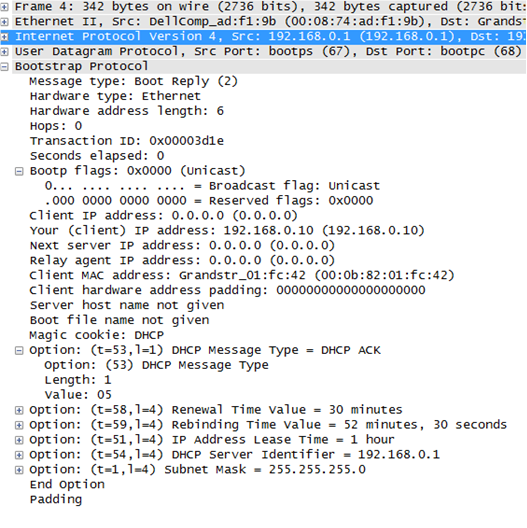 Frame 4: 342 bytes on wire (2736 bits), 342 bytes captured (2736 bit
Ethernet II, Src: DellComp_ad:f1:9b (00:08:74:ad:f1:9b), Dst: Grands
Internet Protocol Version 4, Src: 192.168.0.1 (192.168.0.1), Dst: 19
User Datagram Protocol, Src Port: bootps (67), Dst Port: bootpc (68)
Bootstrap Protocol
Message type: Boot Reply (2)
Hardware type: Ethernet
Hardware address length: 6
Hops: 0
Transaction ID: 0x00003d1e
Seconds elapsed: 0
Bootp flags: 0x0000 (Unicast)
0... .... .... .... = Broadcast flag: Unicast
.000 0000 0000 0000 = Reserved flags: 0x0000
Client IP address: 0.0.0.0 (0.0.0.0)
Your (client) IP address: 192.168.0.10 (192.168.0.10)
Next server IP address: 0.0.0.0 (0.0.0.0)
Relay agent IP address: 0.0.0.0 (0.0.0.0)
Client MAC address: Grandstr_01:fc:42 (00:0b:82:01:fc:42)
Client hardware address padding: 00000000000000000000
Server host name not given
Boot file name not given
Magic cookie: DHCP
Option: (t=53,l=1) DHCP Message Type = DHCP ACK
Option: (53) DHCP Message Type
Length: 1
Value: 05
Option: (t=58,l=4) Renewal Time Value = 30 minutes
Option: (t=59,l=4) Rebinding Time Value = 52 minutes, 30 seconds
Option: (t=51,l=4) IP Address Lease Time = 1 hour
Option: (t=54,l=4) DHCP Server Identifier = 192.168.0.1
Option: (t=1,l=4) Subnet Mask = 255.255.255.0
End Option
Padding